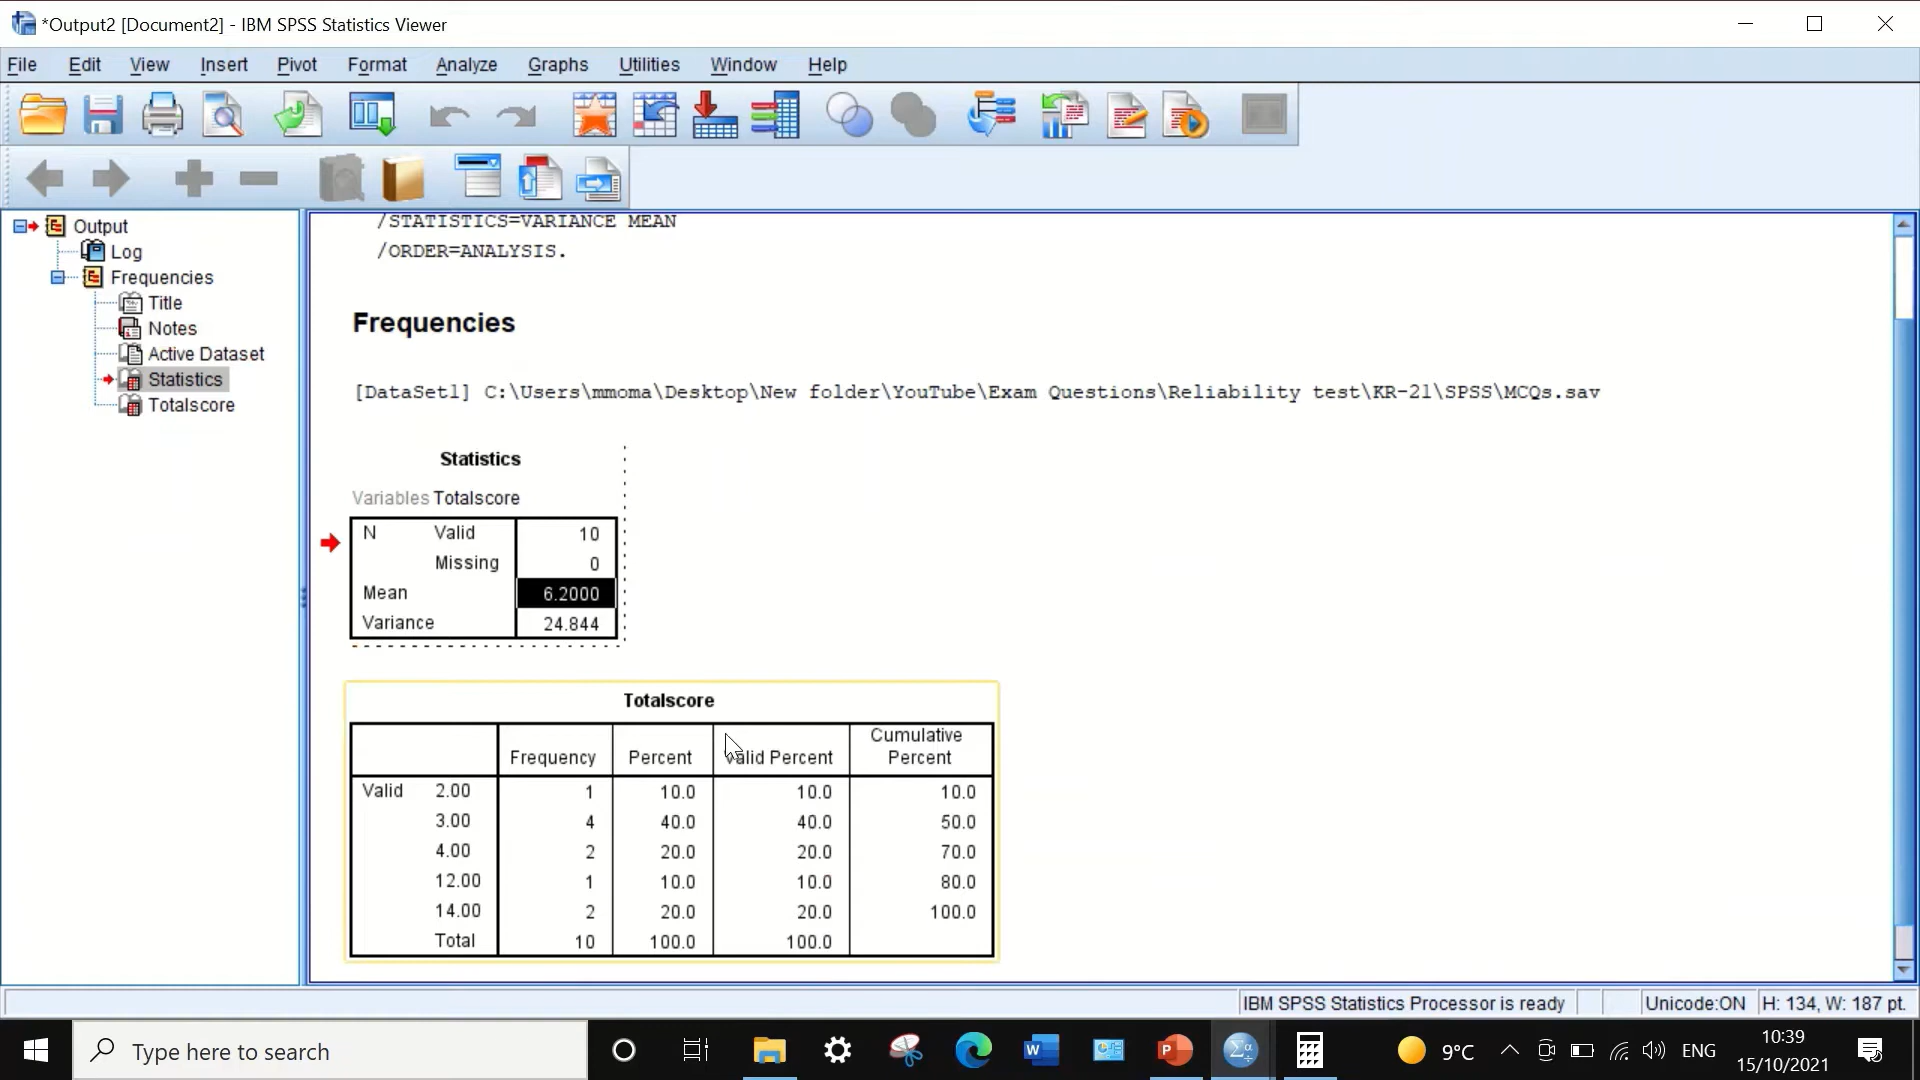 *Output2 [Document2] - IBM SPSS Statistics Viewer
File Edit View Insert Pivot Format Analyze Graphs Utilities Window Help
Output
Log
Frequencies
Title
Notes
Active Dataset
Statistics
Totalscore
/STATISTICS=VARIANCE MEAN
/ORDER=ANALYSIS.
Frequencies
[DataSet1] C:\Users\mmoma\Desktop\New folder\YouTube\Exam Questions\Reliability test\KR-21\SPSS\MCQs.sav
Statistics
Variables Totalscore
N Valid 10
Missing 0
Mean 6.2000
Variance 24.844
Totalscore
Frequency Percent Valid Percent Cumulative Percent
Valid 2.00 1 10.0 10.0 10.0
3.00 4 40.0 40.0 50.0
4.00 2 20.0 20.0 70.0
12.00 1 10.0 10.0 80.0
14.00 2 20.0 20.0 100.0
Total 10 100.0 100.0
IBM SPSS Statistics Processor is ready Unicode:ON H: 134, W: 187 pt.
Type here to search
9°C ENG
10:39
15/10/2021